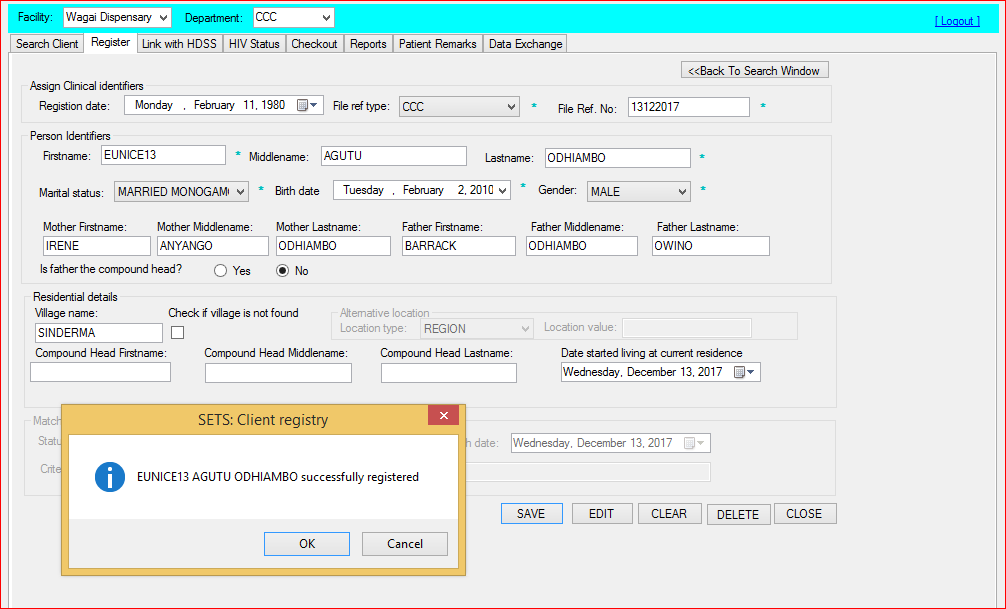 Facility: Wagai Dispensary Department: CCC [ Logout ]
Search Client Register Link with HDSS HIV Status Checkout Reports Patient Remarks Data Exchange
<<Back To Search Window
Assign Clinical identifiers
Registion date: Monday , February 11, 1980 File ref type: CCC * File Ref. No: 13122017 *
Person Identifiers
Firstname: EUNICE13 * Middlename: AGUTU Lastname: ODHIAMBO *
Marital status: MARRIED MONOGAM * Birth date Tuesday , February 2, 2010 * Gender: MALE *
Mother Firstname: Mother Middlename: Mother Lastname: Father Firstname: Father Middlename: Father Lastname:
IRENE ANYANGO ODHIAMBO BARRACK ODHIAMBO OWINO
Is father the compound head? Yes No
Residential details
Village name: Check if village is not found Alternative location
SINDERMA Location type: REGION Location value:
Compound Head Firstname: Compound Head Middlename: Compound Head Lastname: Date started living at current residence
Wednesday, December 13, 2017
Match
Statu h date: Wednesday, December 13, 2017
Crite
SETS: Client registry
EUNICE13 AGUTU ODHIAMBO successfully registered
OK Cancel
SAVE EDIT CLEAR DELETE CLOSE